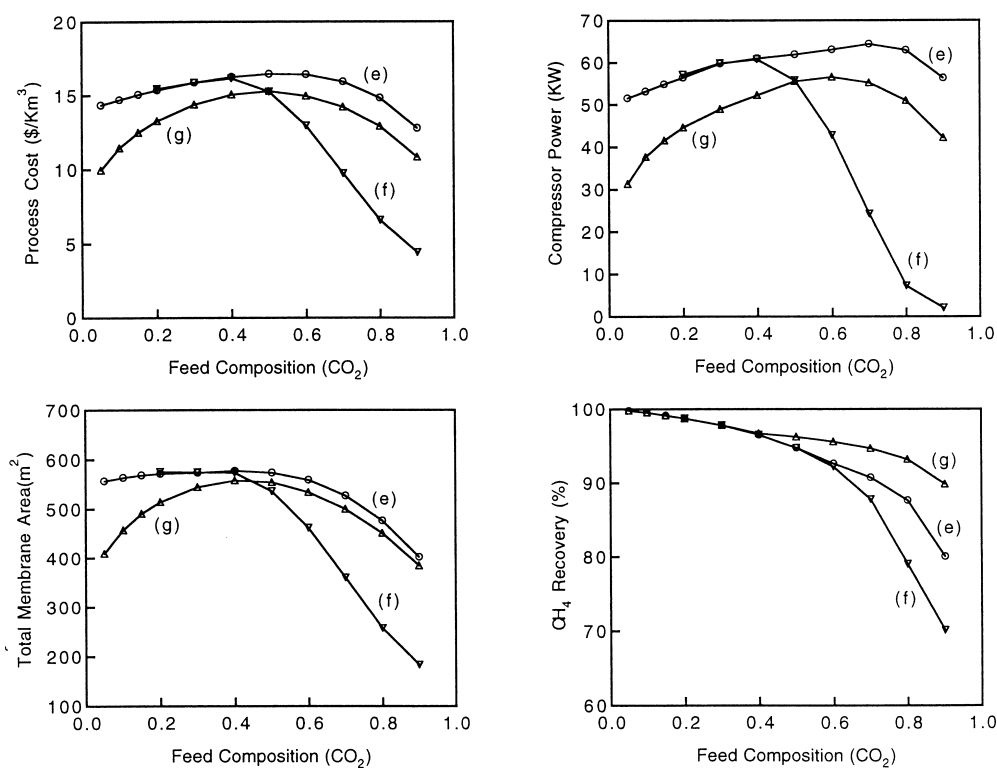 20
15
10
5
0
0.0 0.2 0.4 0.6 0.8 1.0
Process Cost ($/Km³)
Feed Composition (CO₂)
(e)
(g)
(f)
70
60
50
40
30
20
10
0
0.0 0.2 0.4 0.6 0.8 1.0
Compressor Power (KW)
Feed Composition (CO₂)
(e)
(g)
(f)
700
600
500
400
300
200
100
0.0 0.2 0.4 0.6 0.8 1.0
Total Membrane Area(m²)
Feed Composition (CO₂)
(e)
(g)
(f)
100
90
80
70
60
0.0 0.2 0.4 0.6 0.8 1.0
CH₄ Recovery (%)
Feed Composition (CO₂)
(g)
(e)
(f)